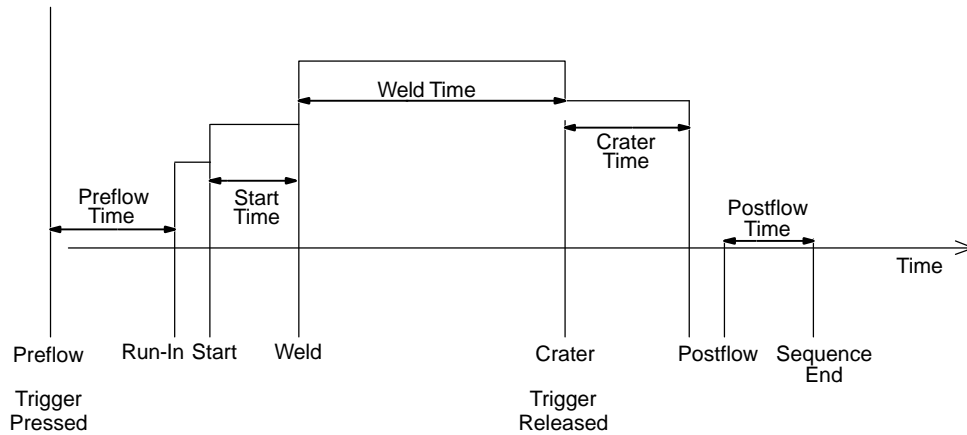 Weld Time
Crater
Time
Preflow
Time
Start
Time
Postflow
Time
Time
Preflow
Run-In
Start
Weld
Crater
Postflow
Sequence
End
Trigger
Pressed
Trigger
Released